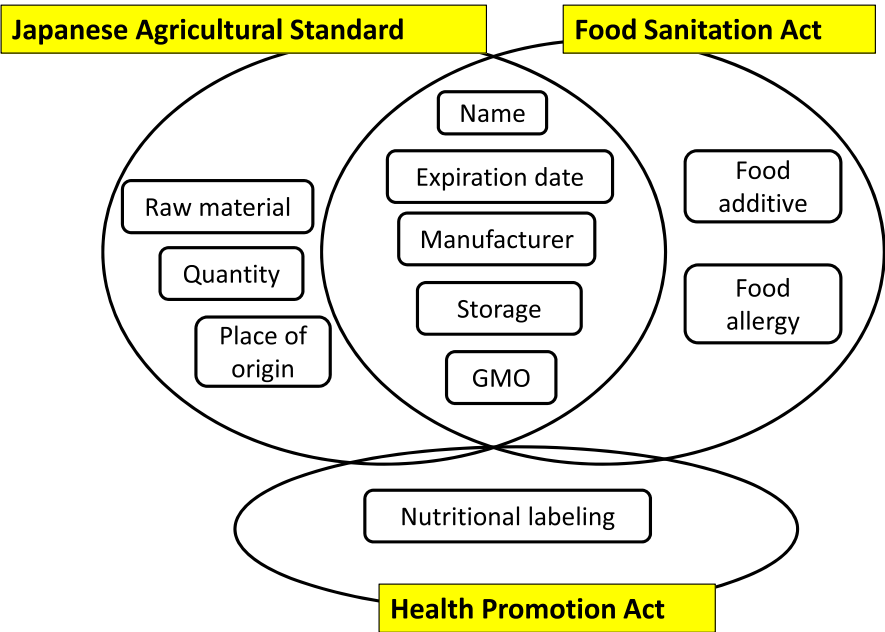 Japanese Agricultural Standard
Food Sanitation Act
Name
Expiration date
Manufacturer
Storage
GMO
Raw material
Quantity
Place of
origin
Food
additive
Food
allergy
Nutritional labeling
Health Promotion Act